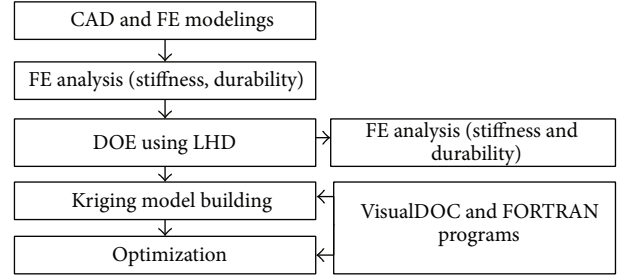 CAD and FE modelings
FE analysis (stiffness, durability)
DOE using LHD
FE analysis (stiffness and
durability)
Kriging model building
VisualDOC and FORTRAN
programs
Optimization